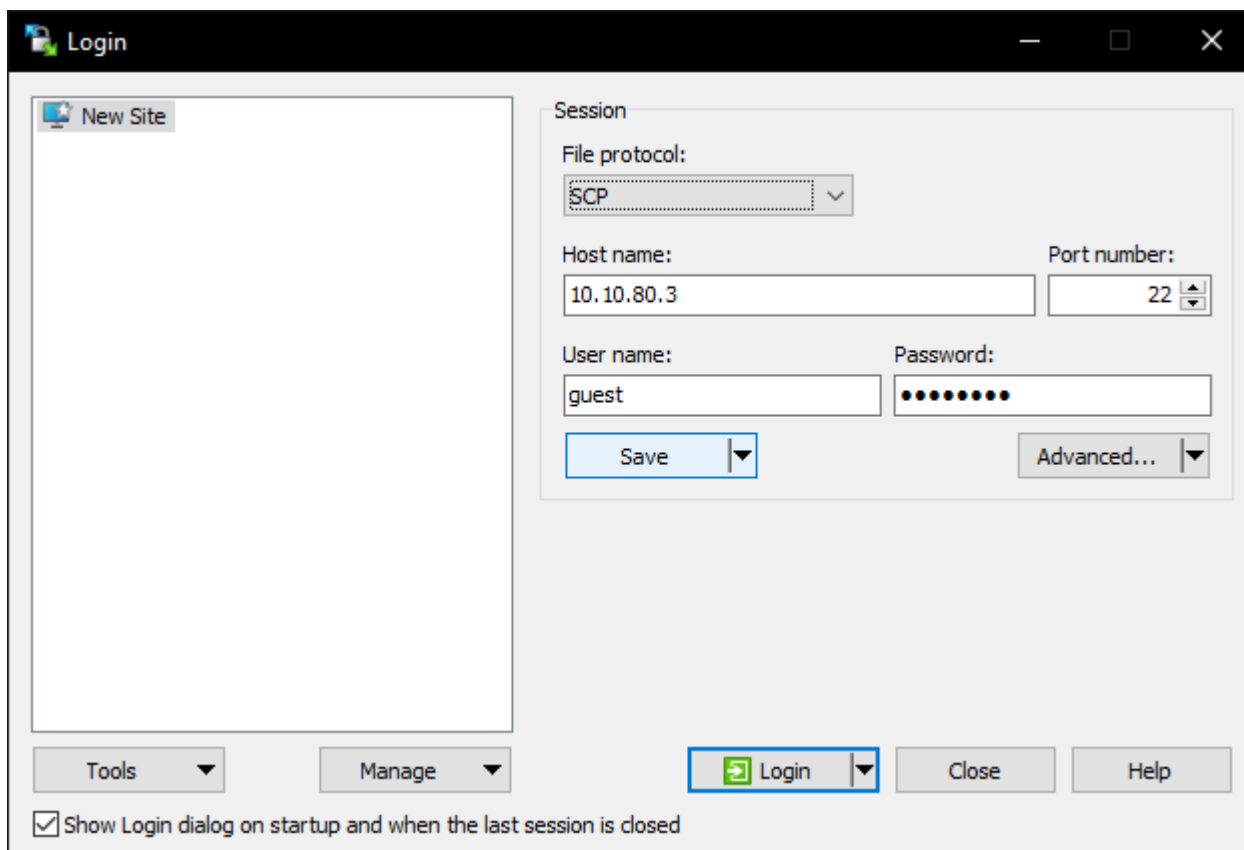 Login
New Site
Session
File protocol:
SCP
Host name:
Port number:
10.10.80.3
22
User name:
Password:
guest
••••••••
Save
Advanced...
Tools
Manage
Login
Close
Help
Show Login dialog on startup and when the last session is closed